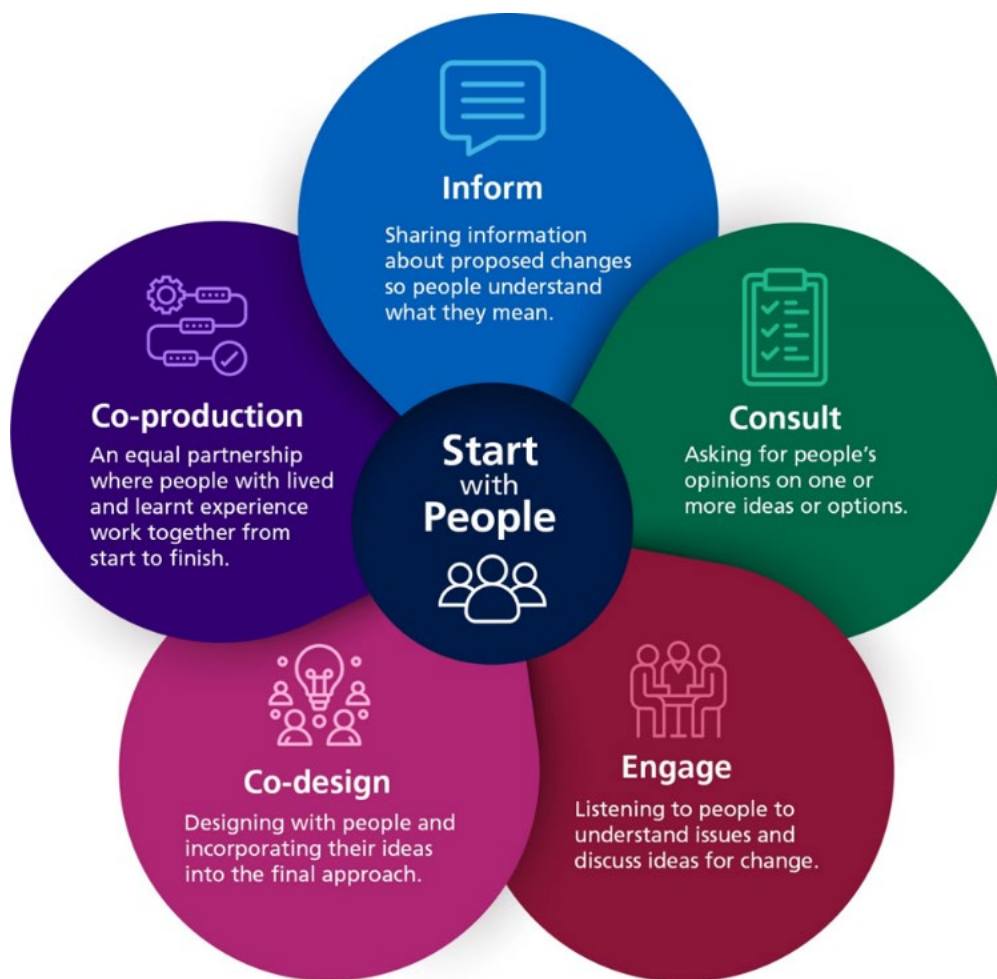 Inform
Sharing information
about proposed changes
so people understand
what they mean.
Consult
Asking for people’s
opinions on one or
more ideas or options.
Engage
Listening to people to
understand issues and
discuss ideas for change.
Co-design
Designing with people and
incorporating their ideas
into the final approach.
Co-production
An equal partnership
where people with lived
and learnt experience
work together from
start to finish.
Start
with
People